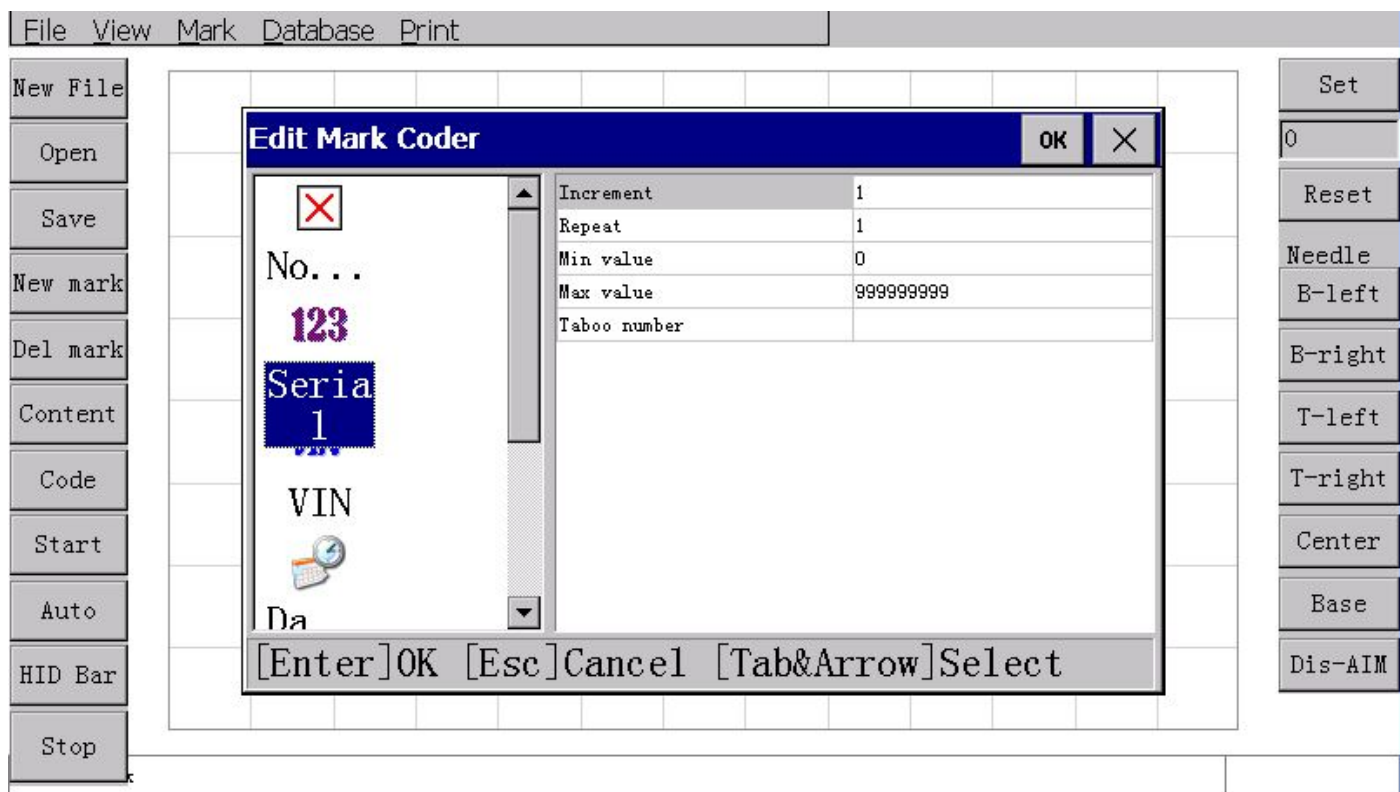 File View Mark Database Print
New File
Open
Save
New mark
Del mark
Content
Code
Start
Auto
HID Bar
Stop
Edit Mark Coder OK
No...
123
Seria
l
VIN
Da
Increment 1
Repeat 1
Min value 0
Max value 999999999
Taboo number
[Enter]OK [Esc]Cancel [Tab&Arrow]Select
Set
0
Reset
Needle
B-left
B-right
T-left
T-right
Center
Base
Dis-AIM